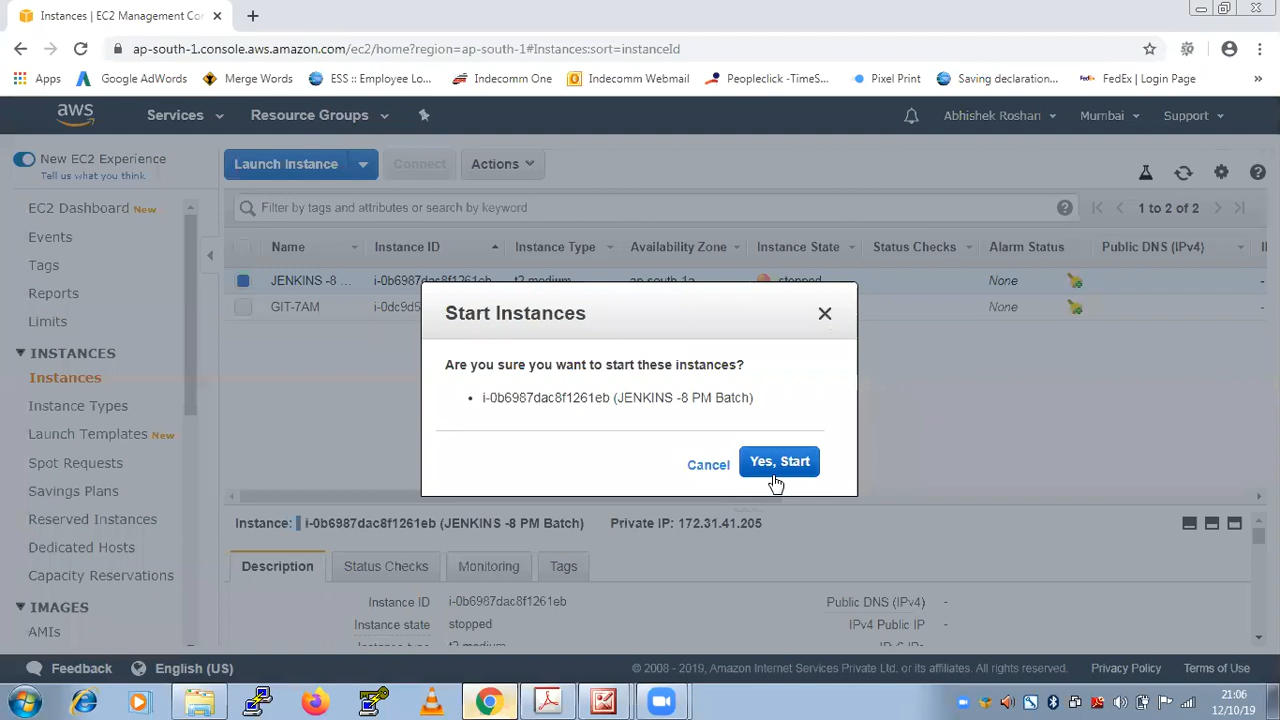 Instances | EC2 Management Con
ap-south-1.console.aws.amazon.com/ec2/home?region=ap-south-1#Instances:sort=instanceId
Apps Google AdWords Merge Words ESS :: Employee Lo... Indecomm One Indecomm Webmail Peopleclick -TimeS... Pixel Print Saving declaration... FedEx | Login Page »
aws Services Resource Groups Abhishek Roshan Mumbai Support
New EC2 Experience
Tell us what you think.
Launch Instance Connect Actions
EC2 Dashboard New
Filter by tags and attributes or search by keyword
1 to 2 of 2
Events
Name Instance ID Instance Type Availability Zone Instance State Status Checks Alarm Status Public DNS (IPv4)
Tags
JENKINS -8 ... i-0b6987dac8f1261eb t2.medium ap-south-1a stopped None -
Reports
GIT-7AM i-0dc9d5 None -
Limits
Start Instances
Are you sure you want to start these instances?
• i-0b6987dac8f1261eb (JENKINS -8 PM Batch)
Cancel Yes, Start
INSTANCES
Instances
Instance Types
Launch Templates New
Spot Requests
Savings Plans
Reserved Instances
Dedicated Hosts
Capacity Reservations
IMAGES
AMIs
Instance: i-0b6987dac8f1261eb (JENKINS -8 PM Batch) Private IP: 172.31.41.205
Description Status Checks Monitoring Tags
Instance ID i-0b6987dac8f1261eb Public DNS (IPv4) -
Instance state stopped IPv4 Public IP -
Instance type t2.medium IPv6 IPs -
Feedback English (US) © 2008 - 2019, Amazon Internet Services Private Ltd. or its affiliates. All rights reserved. Privacy Policy Terms of Use
21:06
12/10/19